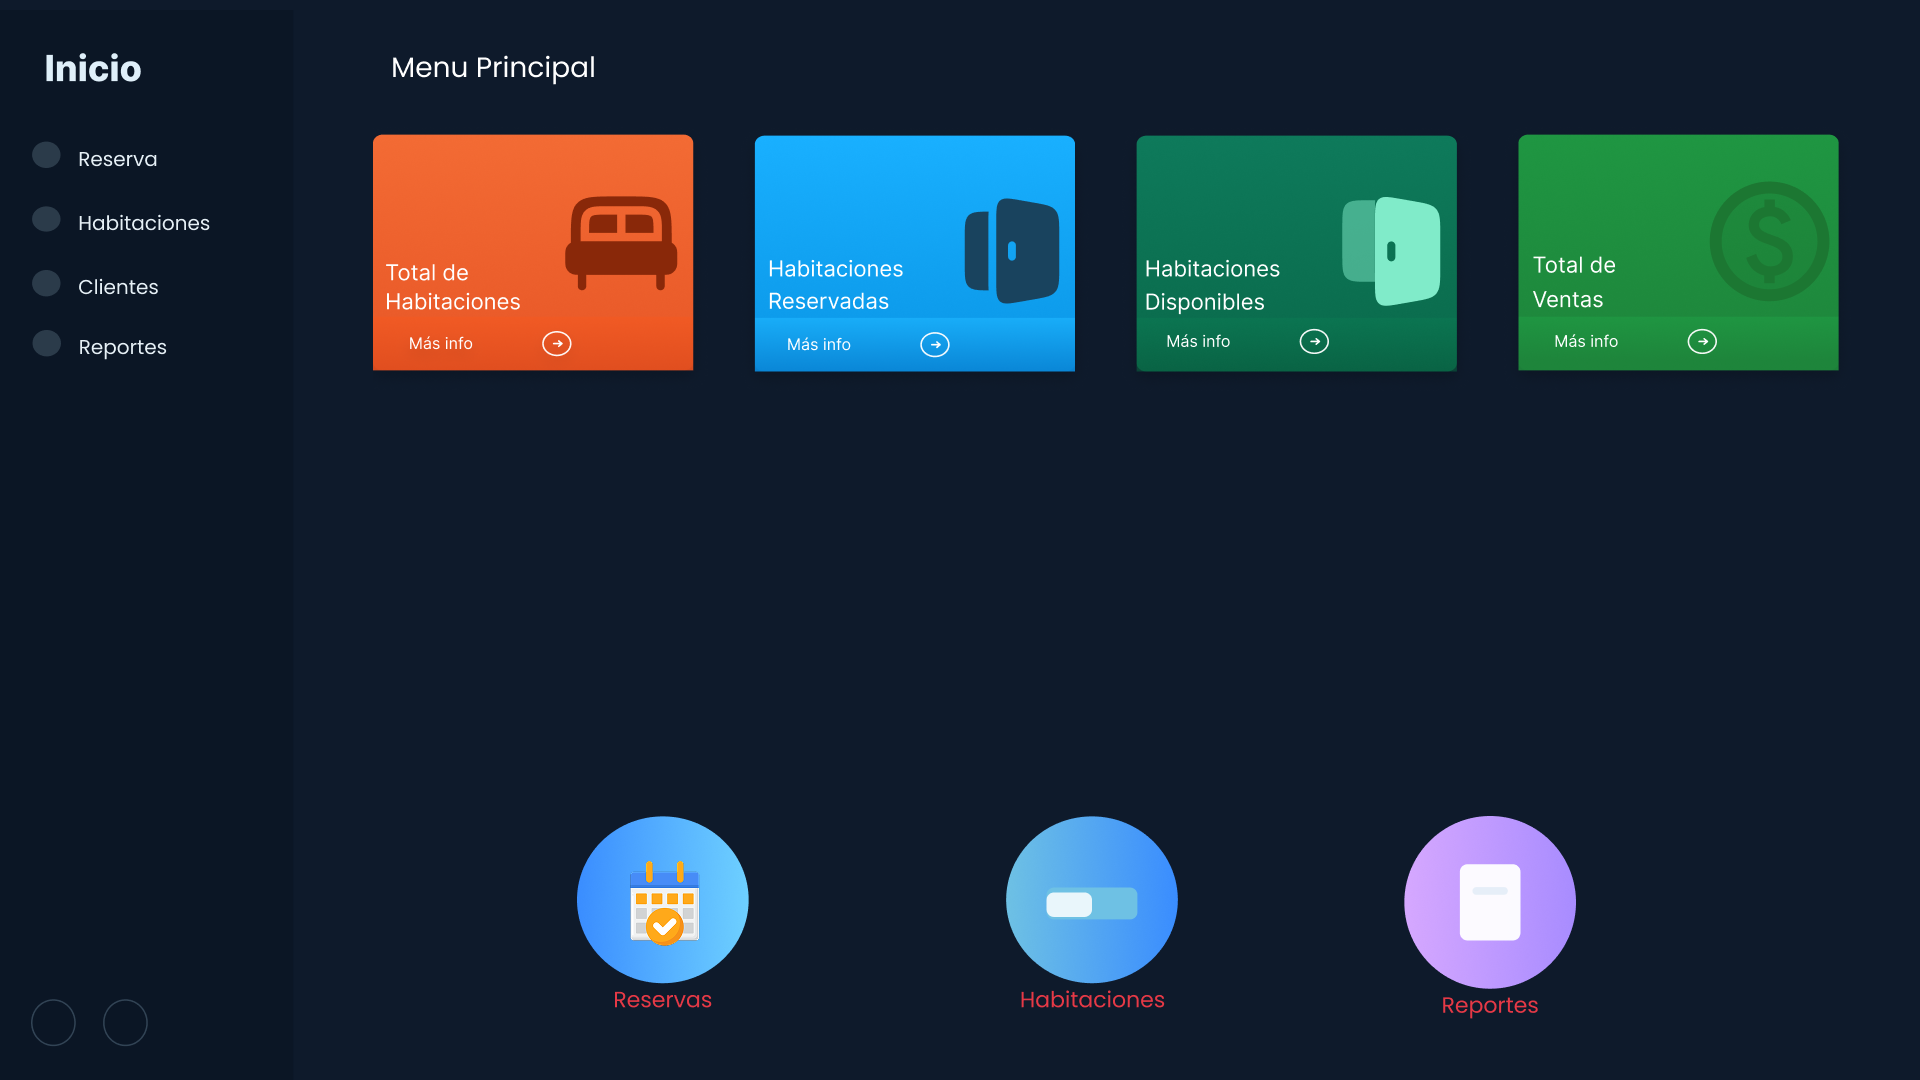 Inicio
Reserva
Habitaciones
Clientes
Reportes
Menu Principal
Total de
Habitaciones
Más info
Habitaciones
Reservadas
Más info
Habitaciones
Disponibles
Más info
Total de
Ventas
Más info
Reservas
Habitaciones
Reportes